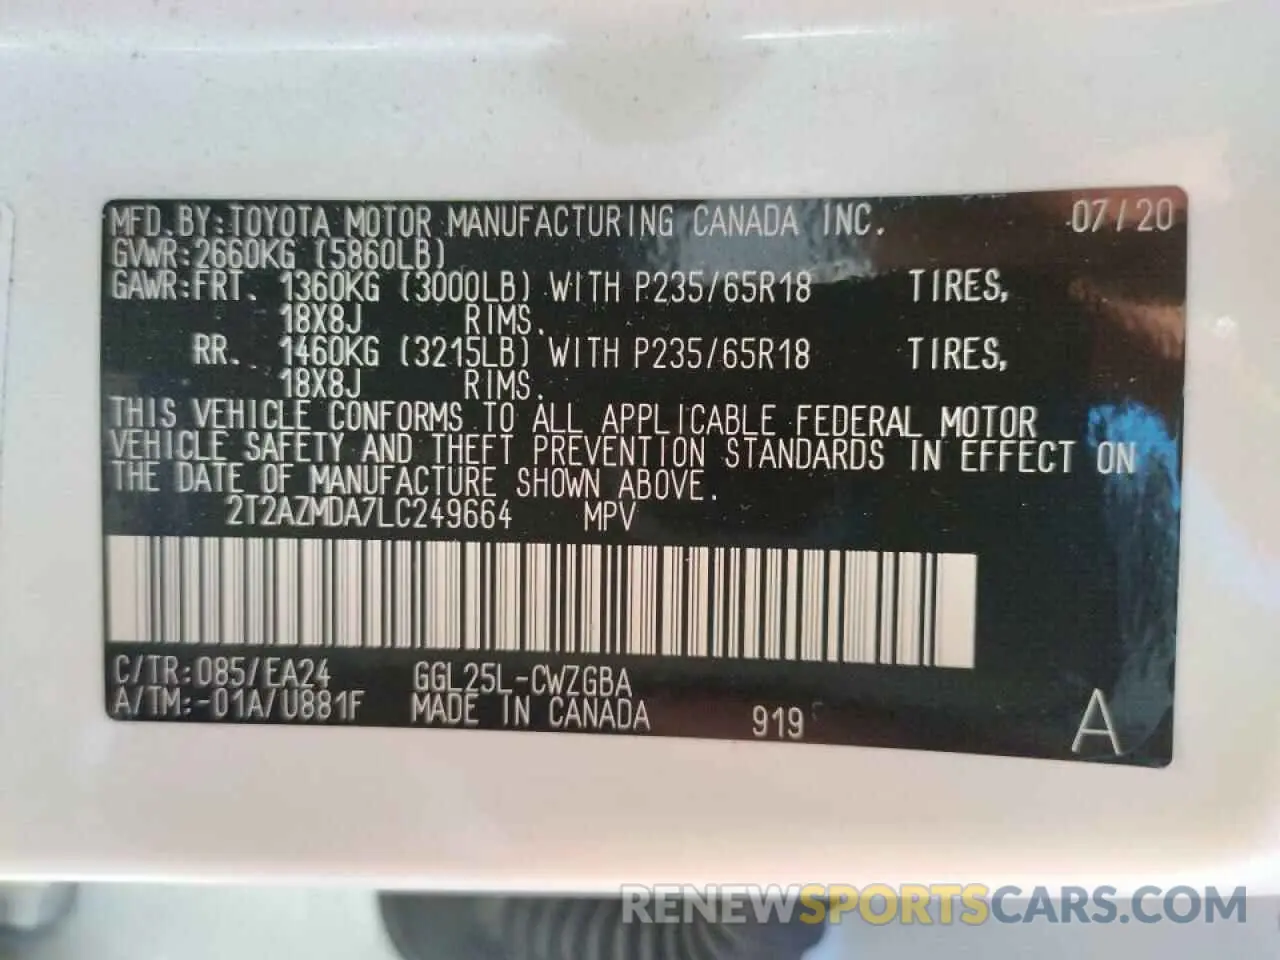 MFD.BY:TOYOTA MOTOR MANUFACTURING CANADA INC. 07/20
GVWR:2660KG (5860LB)
GAWR:FRT. 1360KG (3000LB) WITH P235/65R18 TIRES,
18X8J RIMS.
RR. 1460KG (3215LB) WITH P235/65R18 TIRES,
18X8J RIMS.
THIS VEHICLE CONFORMS TO ALL APPLICABLE FEDERAL MOTOR
VEHICLE SAFETY AND THEFT PREVENTION STANDARDS IN EFFECT ON
THE DATE OF MANUFACTURE SHOWN ABOVE.
2T2AZMDA7LC249664 MPV
C/TR:085/EA24 GGL25L-CWZGBA
A/TM:-01A/U881F MADE IN CANADA 919 A
RENEWSPORTSCARS.COM